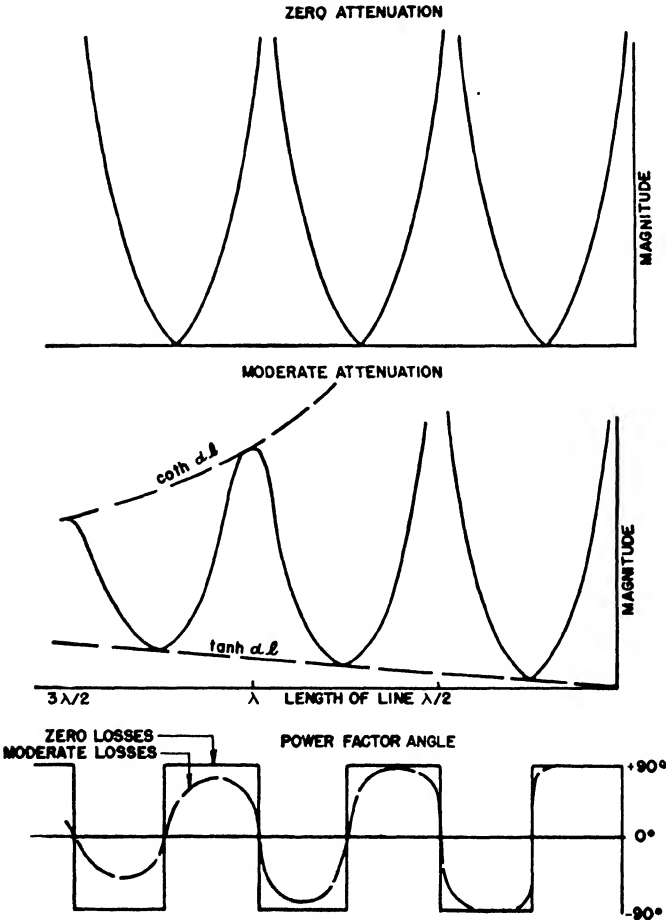 ZERO ATTENUATION
MAGNITUDE
MODERATE ATTENUATION
coth αl
MAGNITUDE
tanh αl
3λ/2 λ LENGTH OF LINE λ/2
ZERO LOSSES
MODERATE LOSSES
POWER FACTOR ANGLE
+90°
0°
-90°